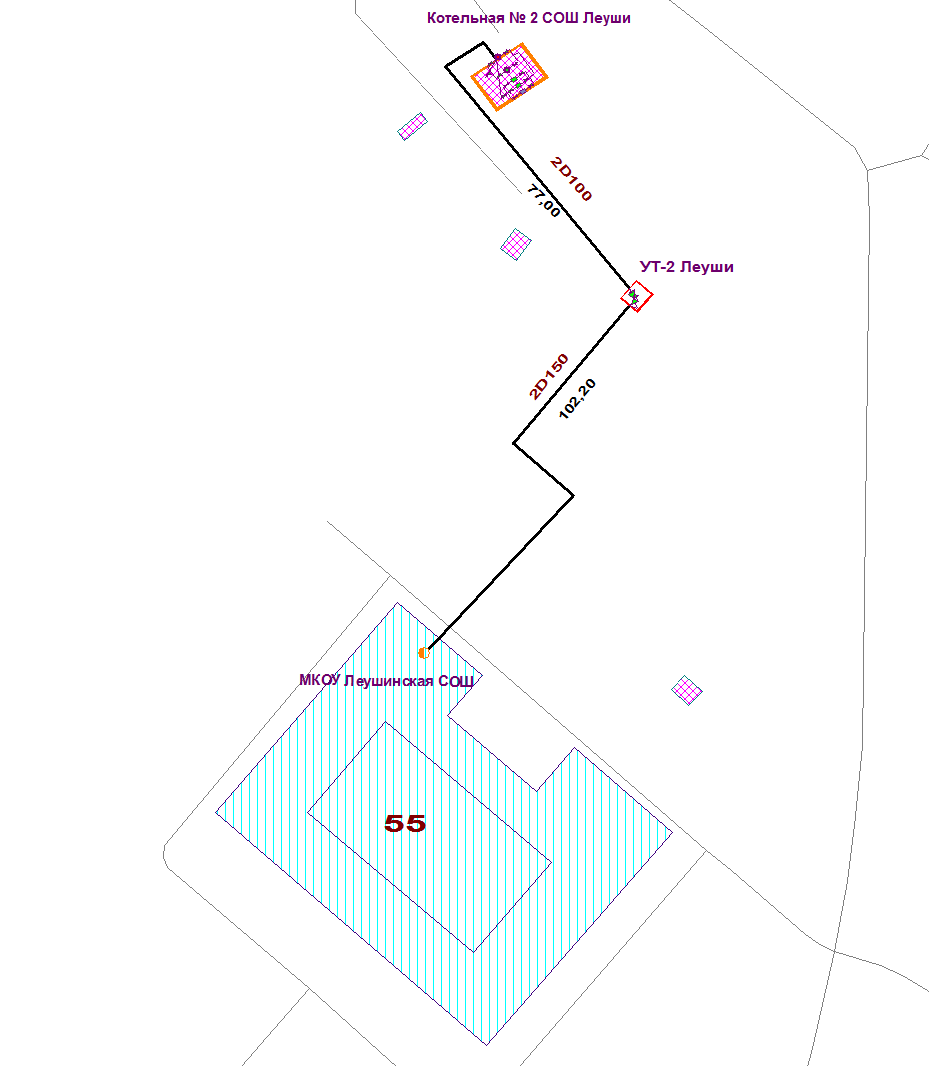 Котельная № 2 СОШ Леуши
2D100
77,00
УТ-2 Леуши
2D150
102,20
МКОУ Леушинская СОШ
55